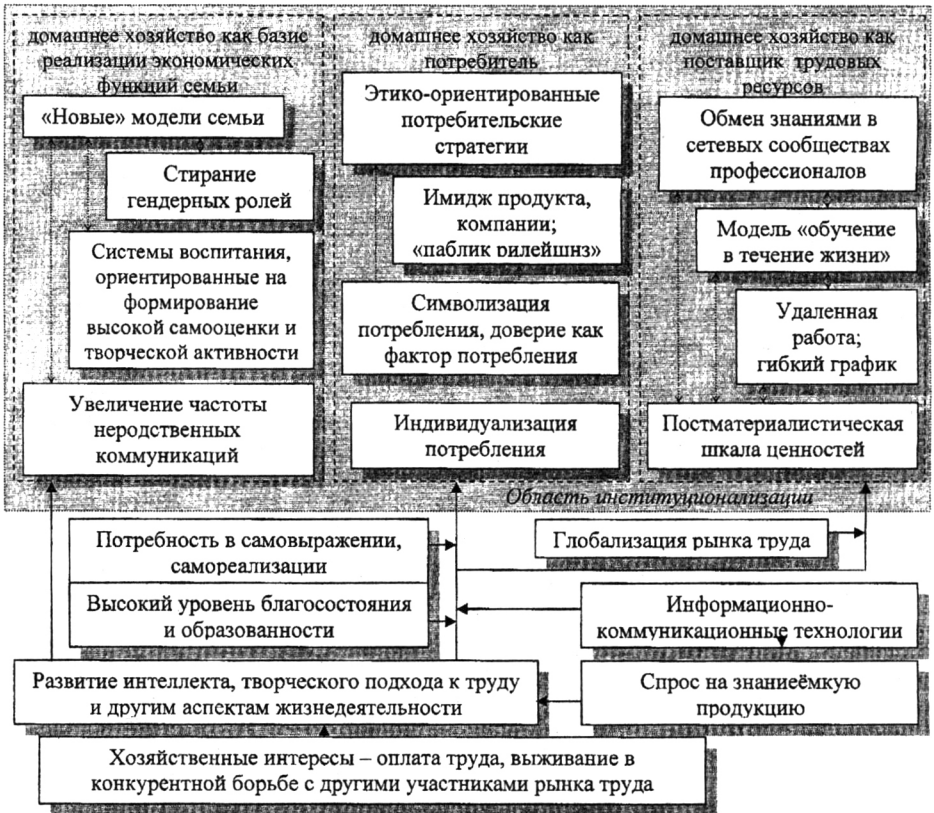 домашнее хозяйство как базис
реализации экономических
функций семьи
«Новые» модели семьи
Стирание
гендерных ролей
Системы воспитания,
ориентированные на
формирование
высокой самооценки и
творческой активности
Увеличение частоты
неродственных
коммуникаций
домашнее хозяйство как
потребитель
Этико-ориентированные
потребительские
стратегии
Имидж продукта,
компании;
«паблик рилейшнз»
Символизация
потребления, доверие как
фактор потребления
Индивидуализация
потребления
домашнее хозяйство как
поставщик трудовых
ресурсов
Обмен знаниями в
сетевых сообществах
профессионалов
Модель «обучение
в течение жизни»
Удаленная
работа;
гибкий график
Постматериалистическая
шкала ценностей
Область институционализации
Потребность в самовыражении,
самореализации
Глобализация рынка труда
Высокий уровень благосостояния
и образованности
Информационно-
коммуникационные технологии
Развитие интеллекта, творческого подхода к труду
и другим аспектам жизнедеятельности
Спрос на знаниеёмкую
продукцию
Хозяйственные интересы – оплата труда, выживание в
конкурентной борьбе с другими участниками рынка труда